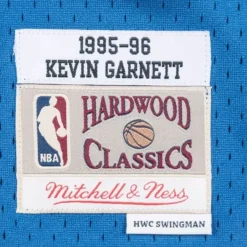 1995-96
KEVIN GARNETT
NBA
HARDWOOD
CLASSICS
Mitchell & Ness
HWC SWINGMAN